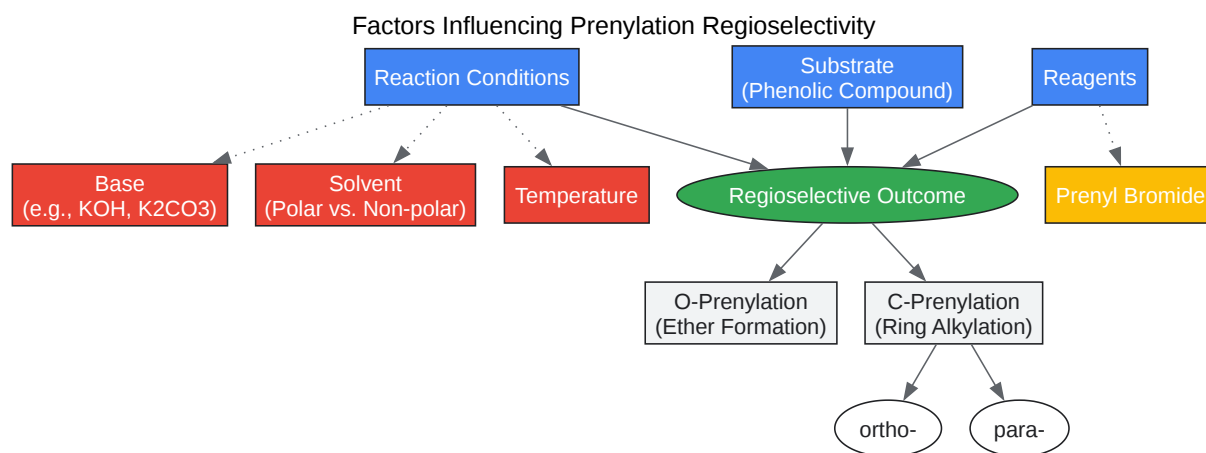 Factors Influencing Prenylation Regioselectivity
Reaction Conditions
Substrate
(Phenolic Compound)
Reagents
Base
(e.g., KOH, K2CO3)
Solvent
(Polar vs. Non-polar)
Temperature
Regioselective Outcome
Prenyl Bromide
O-Prenylation
(Ether Formation)
C-Prenylation
(Ring Alkylation)
ortho-
para-